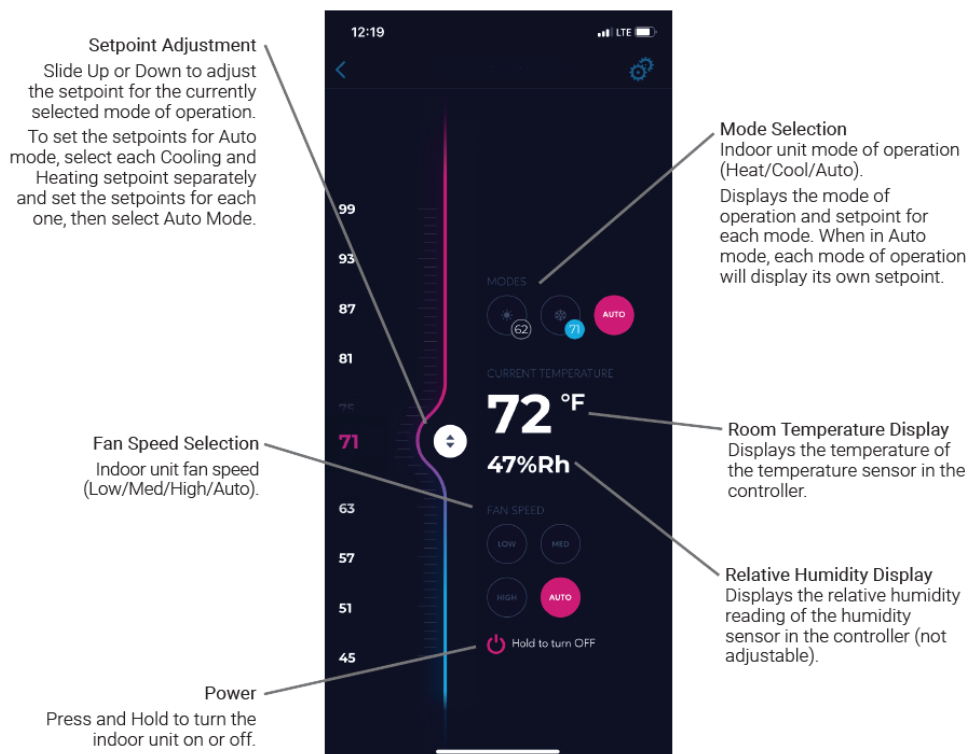 Setpoint Adjustment
Slide Up or Down to adjust
the setpoint for the currently
selected mode of operation.
To set the setpoints for Auto
mode, select each Cooling and
Heating setpoint separately
and set the setpoints for each
one, then select Auto Mode.
Fan Speed Selection
Indoor unit fan speed
(Low/Med/High/Auto).
Power
Press and Hold to turn the
indoor unit on or off.
12:19
LTE
99
93
87
81
75
71
63
57
51
45
MODES
62
71
AUTO
CURRENT TEMPERATURE
72 °F
47%Rh
FAN SPEED
LOW
MED
HIGH
AUTO
Hold to turn OFF
Mode Selection
Indoor unit mode of operation
(Heat/Cool/Auto).
Displays the mode of
operation and setpoint for
each mode. When in Auto
mode, each mode of operation
will display its own setpoint.
Room Temperature Display
Displays the temperature of
the temperature sensor in the
controller.
Relative Humidity Display
Displays the relative humidity
reading of the humidity
sensor in the controller (not
adjustable).